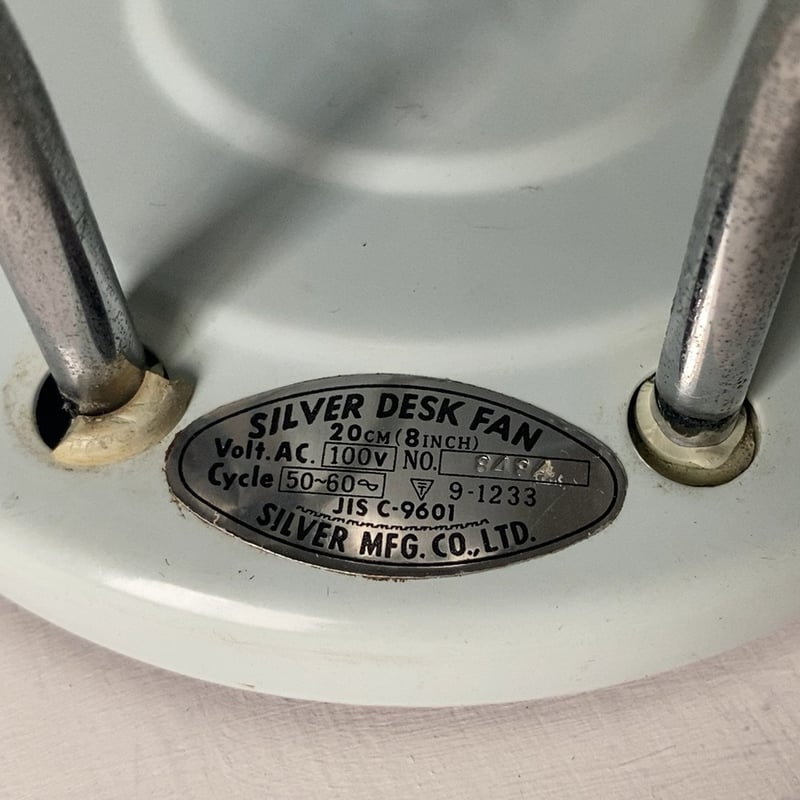 SILVER DESK FAN
20CM (8INCH)
Volt. AC. 100V NO.
Cycle 50~60~ 9-1233
JIS C-9601
SILVER MFG. CO., LTD.